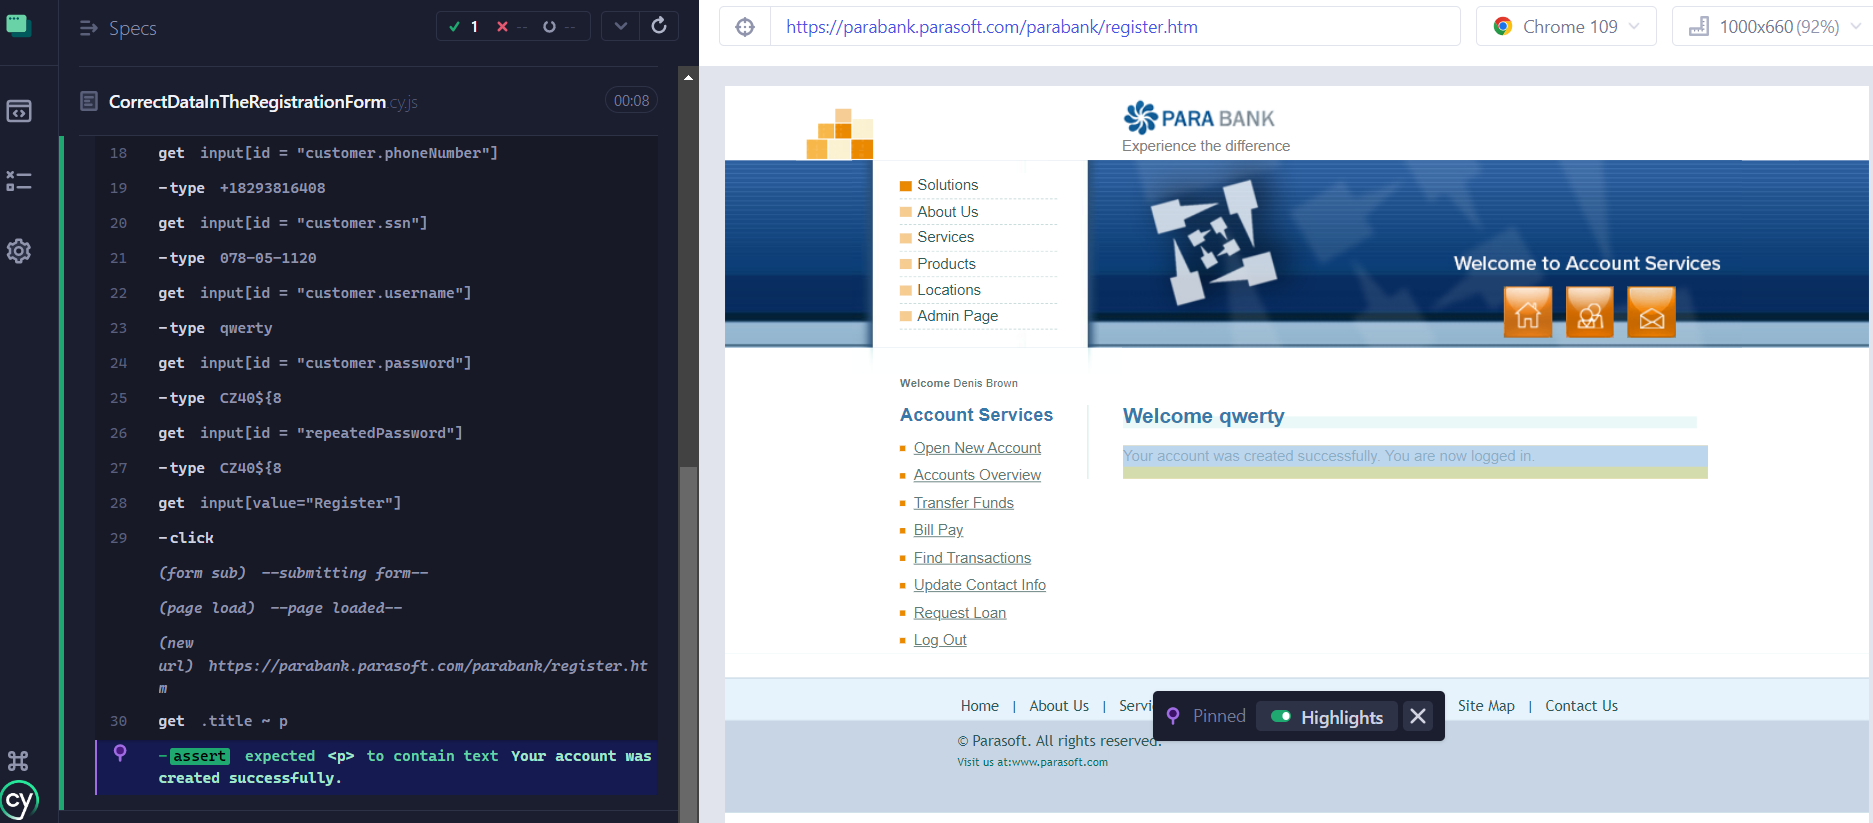 Specs
1
--
--
CorrectDataInTheRegistrationForm.cy.js
00:08
18 get input[id = "customer.phoneNumber"]
19 -type +18293816408
20 get input[id = "customer.ssn"]
21 -type 078-05-1120
22 get input[id = "customer.username"]
23 -type qwerty
24 get input[id = "customer.password"]
25 -type CZ40${8
26 get input[id = "repeatedPassword"]
27 -type CZ40${8
28 get input[value="Register"]
29 -click
(form sub) --submitting form--
(page load) --page loaded--
(new
url) https://parabank.parasoft.com/parabank/register.ht
m
30 get .title ~ p
-assert expected <p> to contain text Your account was
created successfully.
cy
https://parabank.parasoft.com/parabank/register.htm
Chrome 109
1000x660 (92%)
PARA BANK
Experience the difference
Solutions
About Us
Services
Products
Locations
Admin Page
Welcome to Account Services
Welcome Denis Brown
Account Services
Open New Account
Accounts Overview
Transfer Funds
Bill Pay
Find Transactions
Update Contact Info
Request Loan
Log Out
Welcome qwerty
Your account was created successfully. You are now logged in.
Home | About Us | Servi
Site Map | Contact Us
Pinned
Highlights
© Parasoft. All rights reserved.
Visit us at:www.parasoft.com